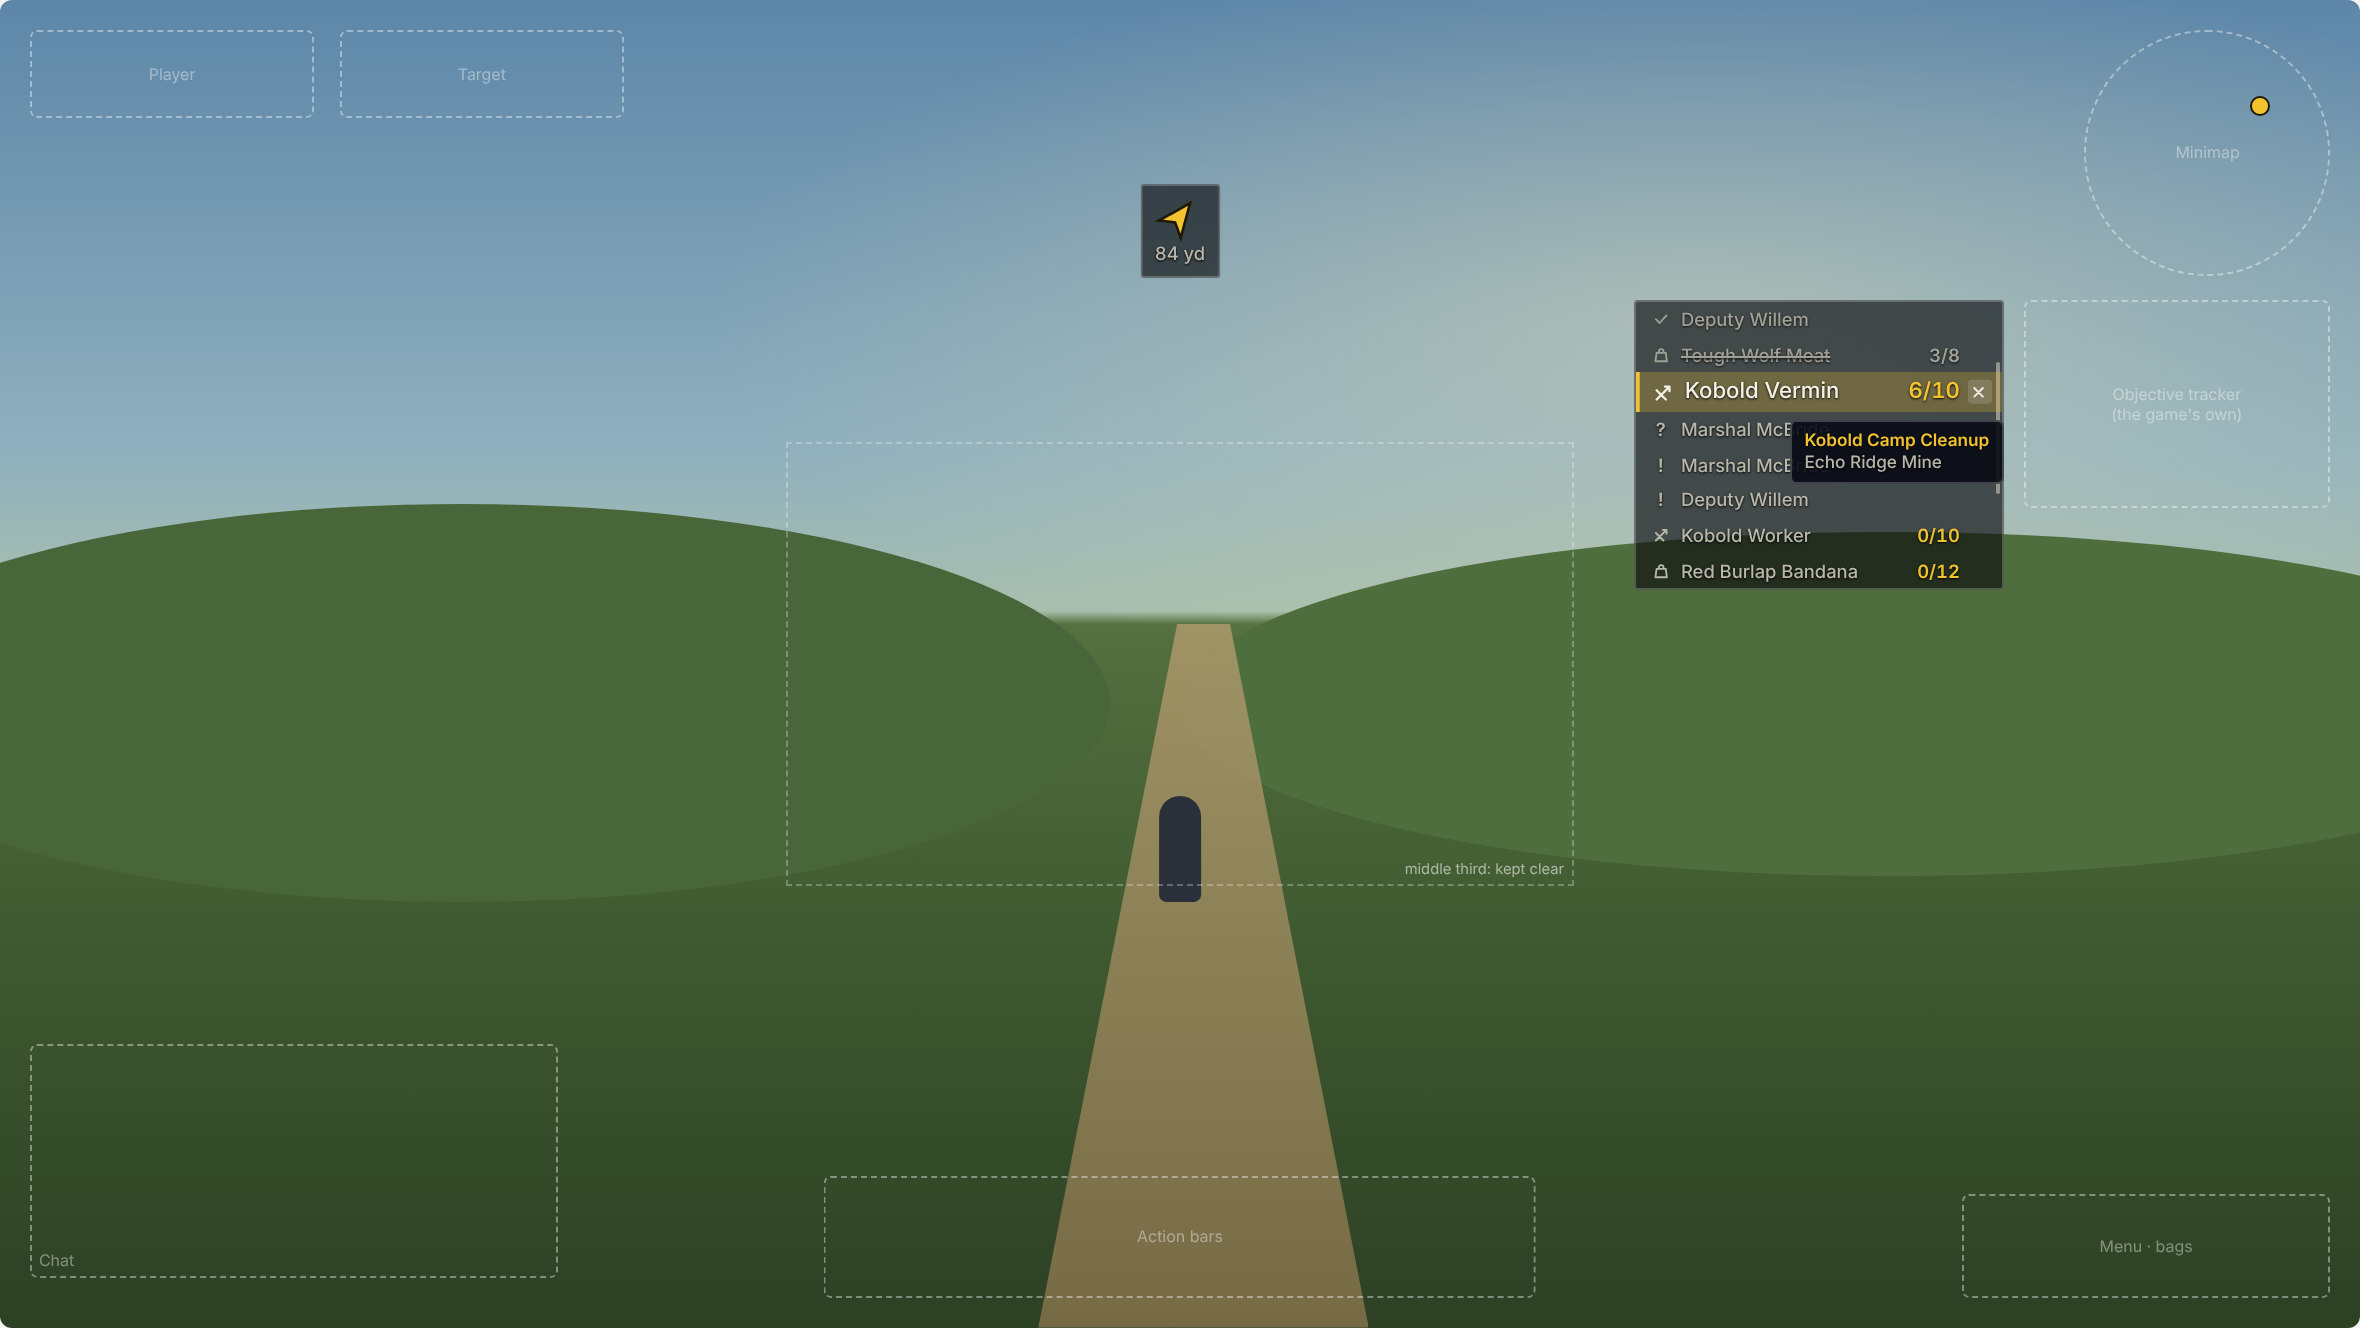 Player
Target
Minimap
84 yd
Deputy Willem
Tough Wolf Meat 3/8
Kobold Vermin 6/10
? Marshal McBride
! Marshal McB
! Deputy Willem
Kobold Worker 0/10
Red Burlap Bandana 0/12
Kobold Camp Cleanup
Echo Ridge Mine
Objective tracker
(the game's own)
middle third: kept clear
Chat
Action bars
Menu · bags